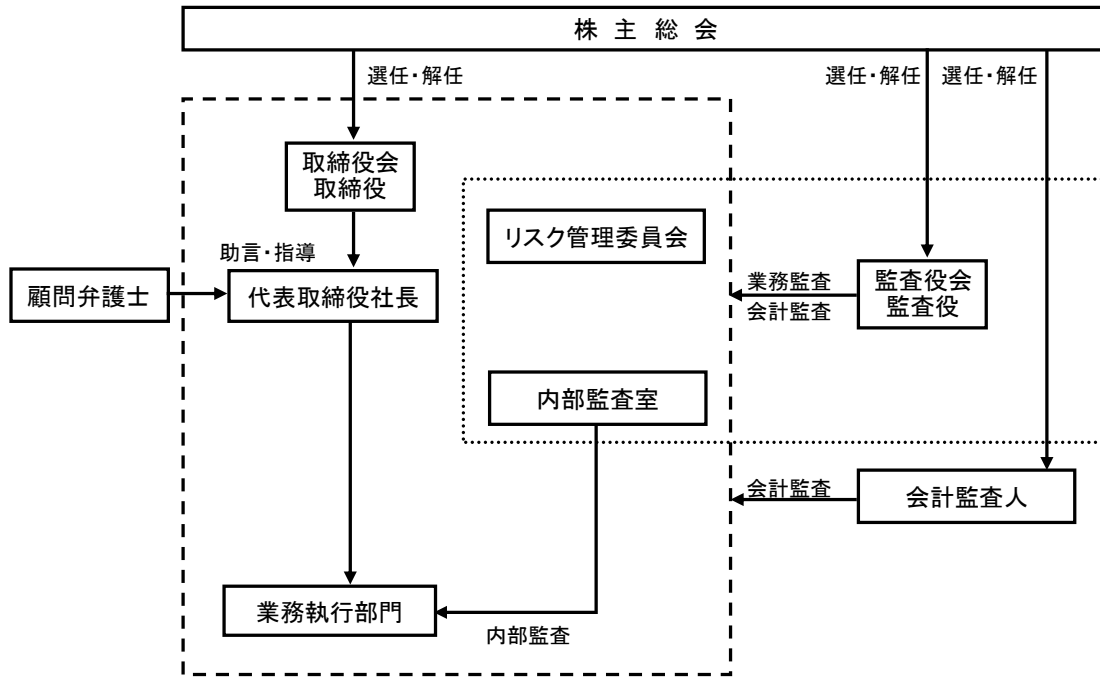 株主総会
選任・解任
選任・解任
選任・解任
取締役会
取締役
リスク管理委員会
助言・指導
顧問弁護士
代表取締役社長
業務監査
会計監査
監査役会
監査役
内部監査室
会計監査
会計監査人
業務執行部門
内部監査